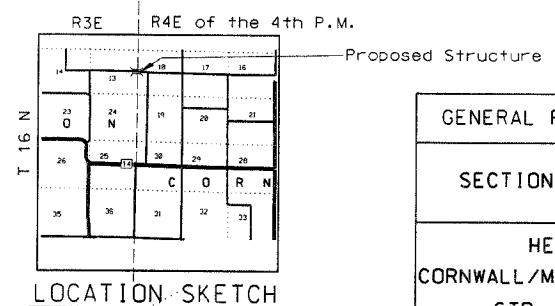 R3E R4E of the 4th P.M.
Proposed Structure
14 13 18 17 16
23 24 19 20 21
O N
T 16 N
26 25 14 30 29 28
C O R N
35 36 31 32 33
LOCATION SKETCH
GENERAL
SECTION
HE
CORNWALL/M